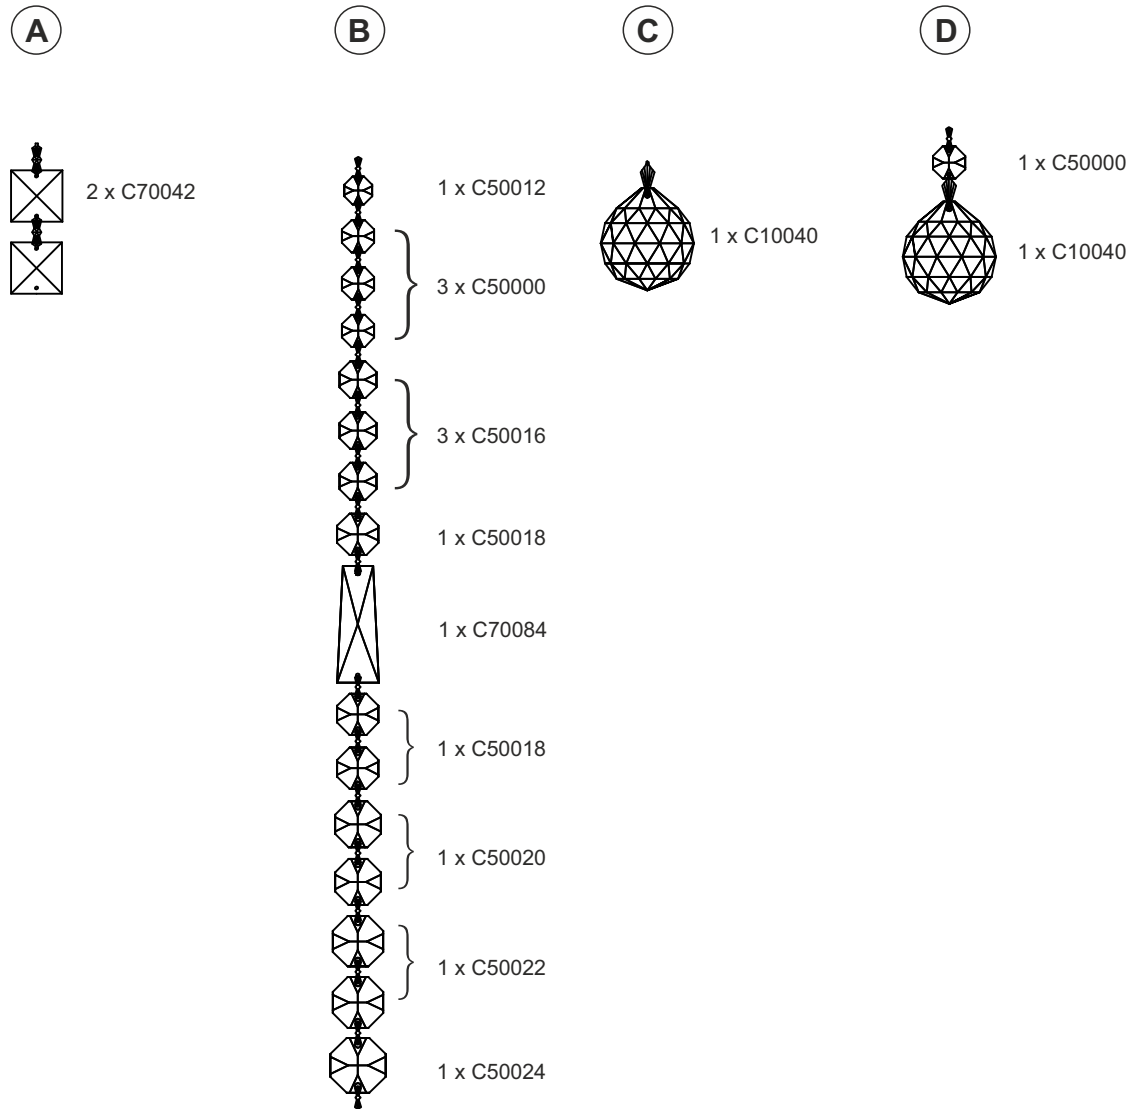 A
B
C
D
2 x C70042
1 x C50012
3 x C50000
3 x C50016
1 x C50018
1 x C70084
1 x C50018
1 x C50020
1 x C50022
1 x C50024
1 x C10040
1 x C50000
1 x C10040